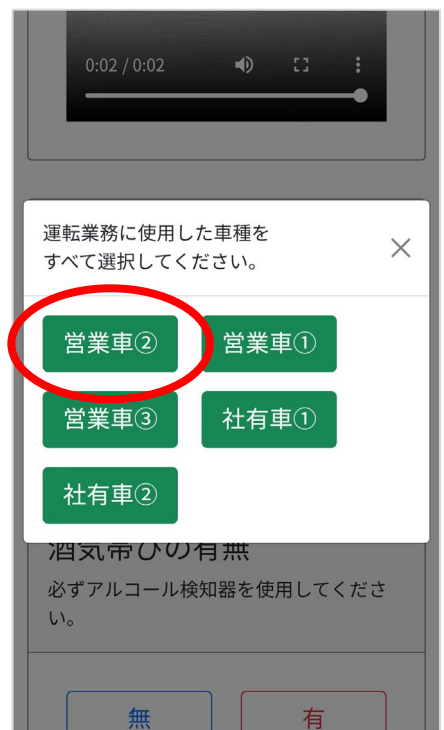 0:02 / 0:02
運転業務に使用した車種を
すべて選択してください。
営業車② 営業車①
営業車③ 社有車①
社有車②
酒気帯びの有無
必ずアルコール検知器を使用してくださ
い。
無 有